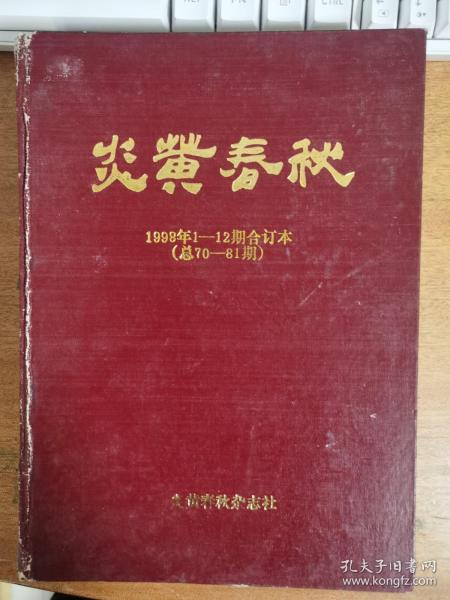 炎黄春秋
1998年1—12期合订本
(总70—81期)
炎黄春秋杂志社
孔夫子旧书网
www.kongfz.com